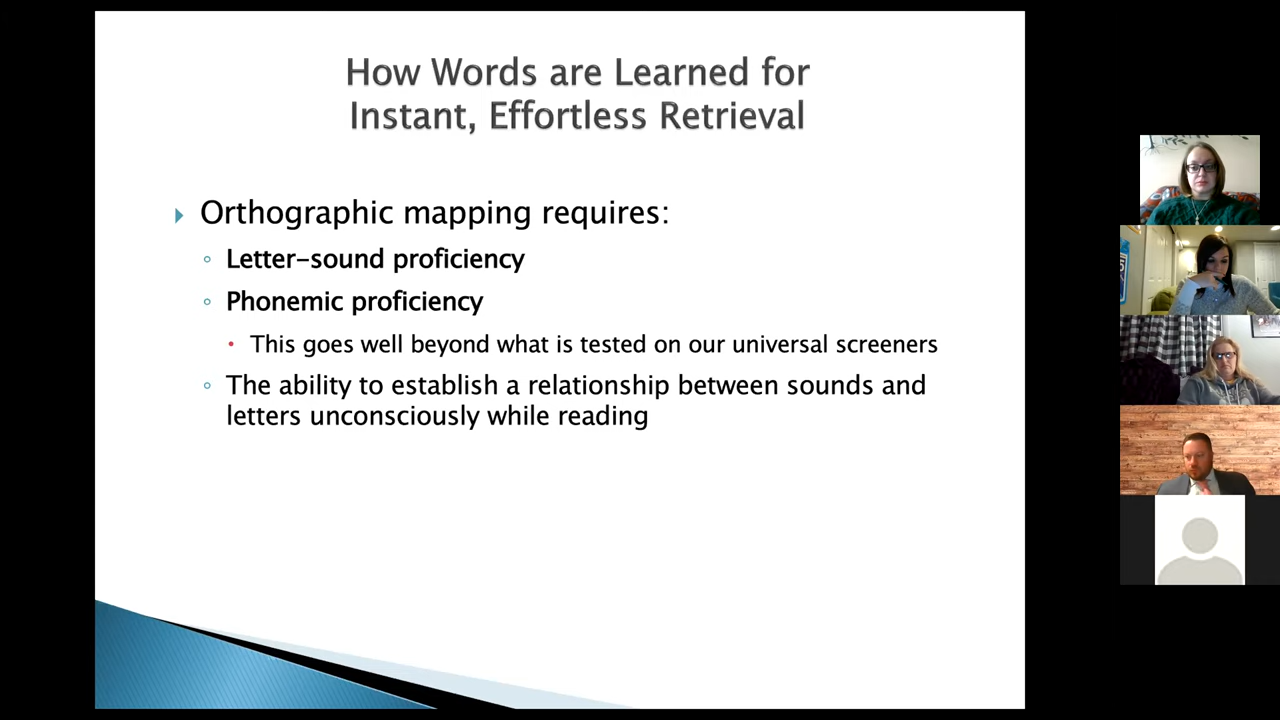 How Words are Learned for
Instant, Effortless Retrieval
Orthographic mapping requires:
Letter-sound proficiency
Phonemic proficiency
This goes well beyond what is tested on our universal screeners
The ability to establish a relationship between sounds and
letters unconsciously while reading